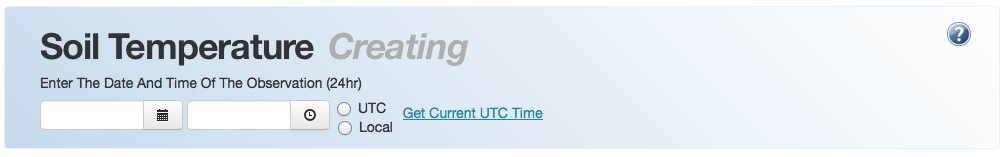 Soil Temperature Creating
?
Enter The Date And Time Of The Observation (24hr)
UTC
Get Current UTC Time
Local